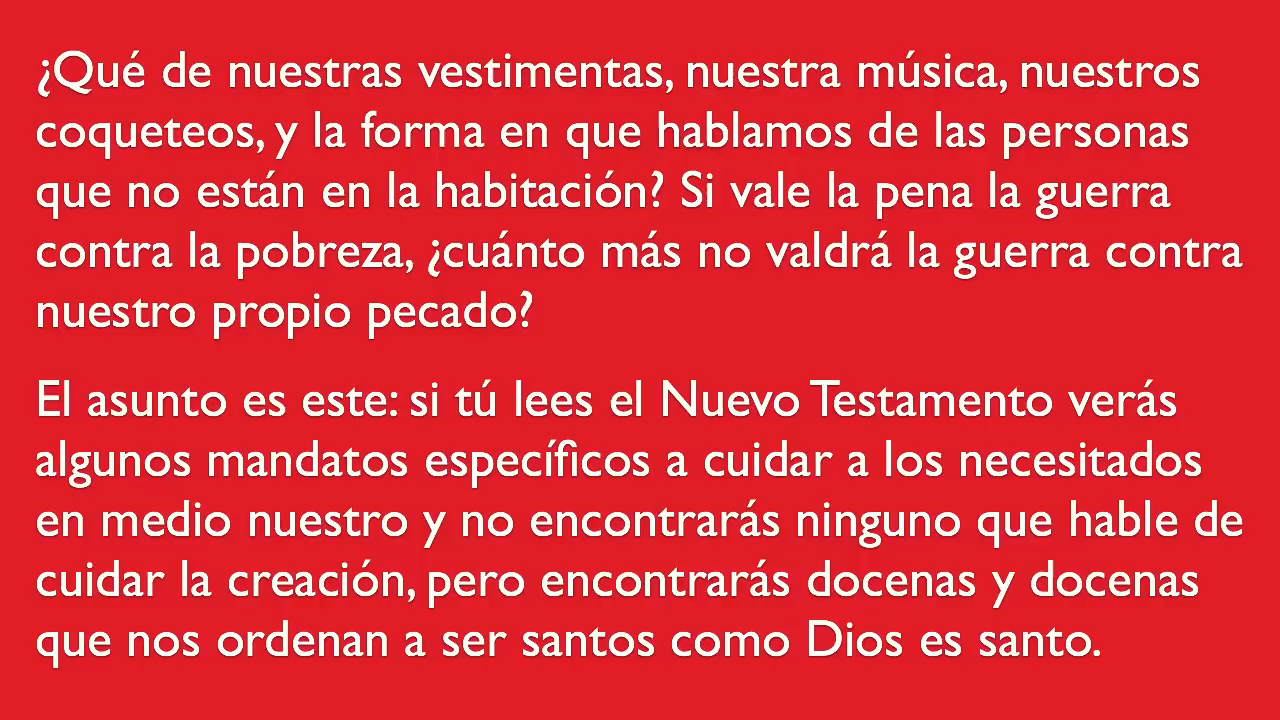 ¿Qué de nuestras vestimentas, nuestra música, nuestros
coqueteos, y la forma en que hablamos de las personas
que no están en la habitación? Si vale la pena la guerra
contra la pobreza, ¿cuánto más no valdrá la guerra contra
nuestro propio pecado?
El asunto es este: si tú lees el Nuevo Testamento verás
algunos mandatos específicos a cuidar a los necesitados
en medio nuestro y no encontrarás ninguno que hable de
cuidar la creación, pero encontrarás docenas y docenas
que nos ordenan a ser santos como Dios es santo.